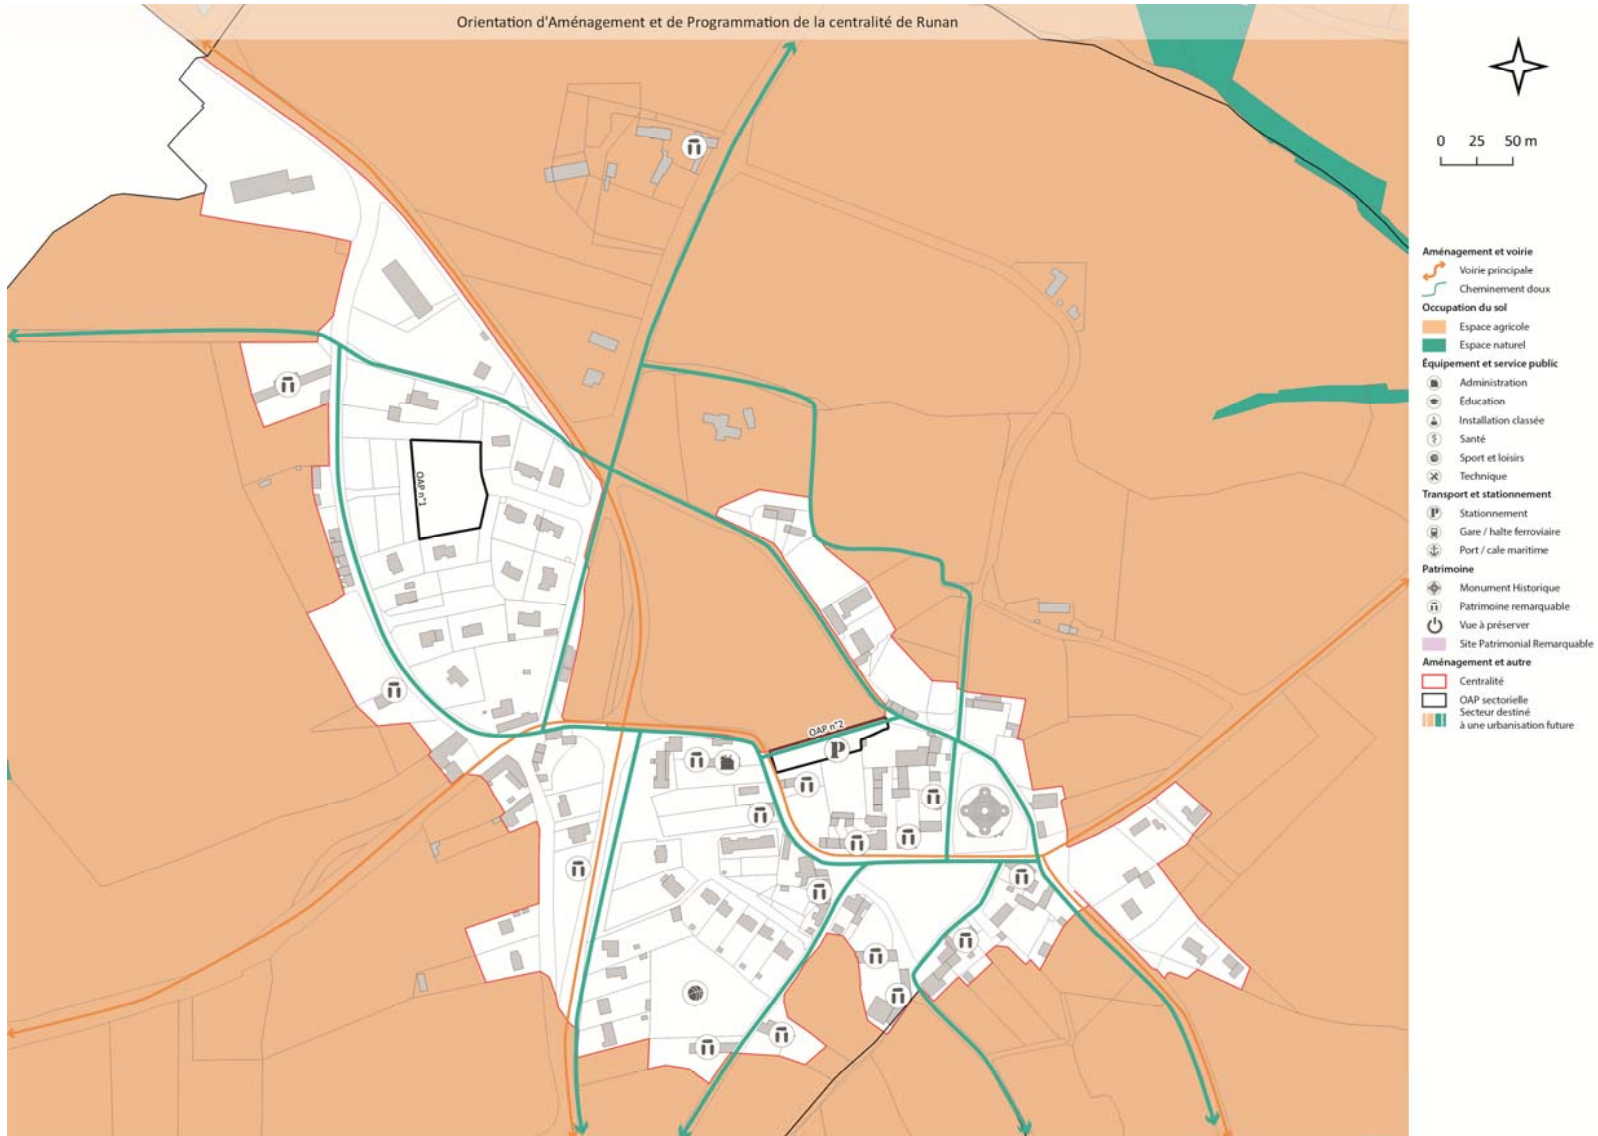 Orientation d'Aménagement et de Programmation de la centralité de Runan
0 25 50 m
Aménagement et voirie
Voirie principale
Cheminement doux
Occupation du sol
Espace agricole
Espace naturel
Équipement et service public
Administration
Éducation
Installation classée
Santé
Sport et loisirs
Technique
Transport et stationnement
P Stationnement
Gare / halte ferroviaire
Port / cale maritime
Patrimoine
Monument Historique
Patrimoine remarquable
Vue à préserver
Site Patrimonial Remarquable
Aménagement et autre
Centralité
OAP sectorielle
Secteur destiné
à une urbanisation future
OAP n°1
OAP n°2
P